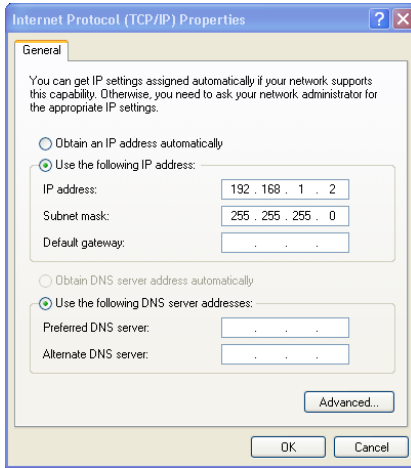 Internet Protocol (TCP/IP) Properties
General
You can get IP settings assigned automatically if your network supports
this capability. Otherwise, you need to ask your network administrator for
the appropriate IP settings.
Obtain an IP address automatically
Use the following IP address:
IP address: 192 . 168 . 1 . 2
Subnet mask: 255 . 255 . 255 . 0
Default gateway: . . .
Obtain DNS server address automatically
Use the following DNS server addresses:
Preferred DNS server: . . .
Alternate DNS server: . . .
Advanced...
OK Cancel